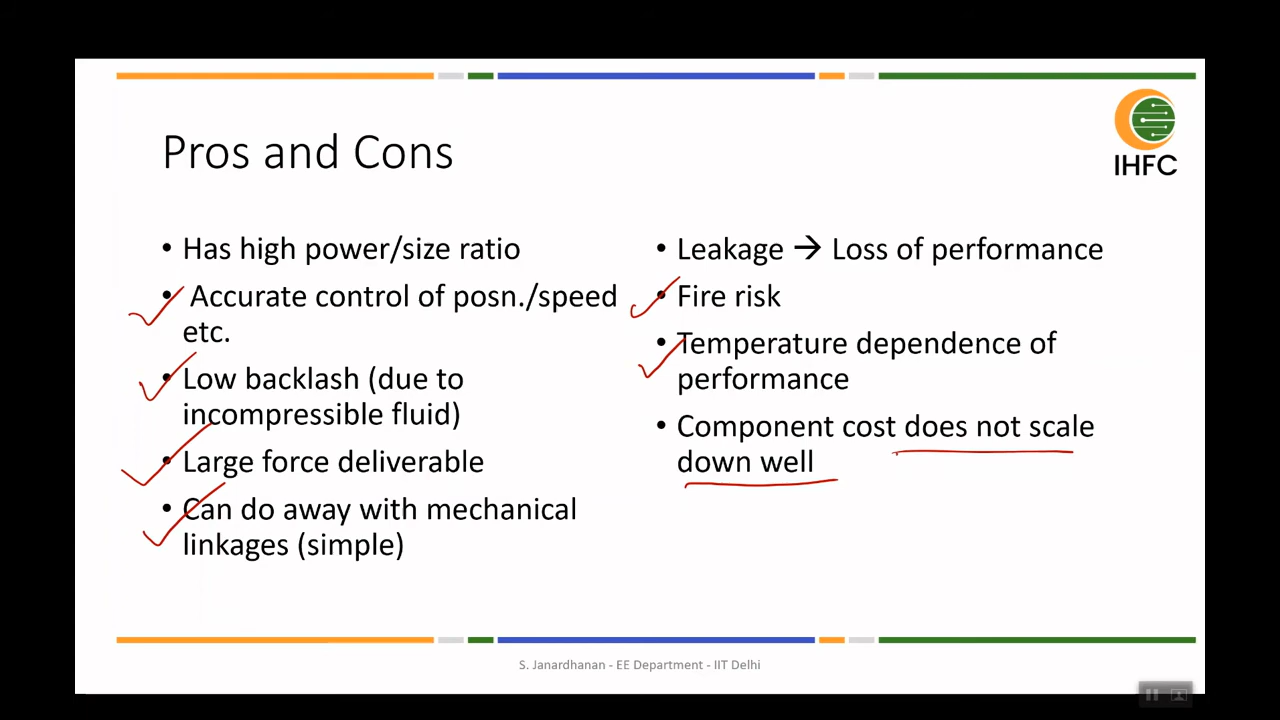 Pros and Cons
IHFC
• Has high power/size ratio
• Accurate control of posn./speed
etc.
• Low backlash (due to
incompressible fluid)
• Large force deliverable
• Can do away with mechanical
linkages (simple)
• Leakage → Loss of performance
• Fire risk
• Temperature dependence of
performance
• Component cost does not scale
down well
S. Janardhanan - EE Department - IIT Delhi